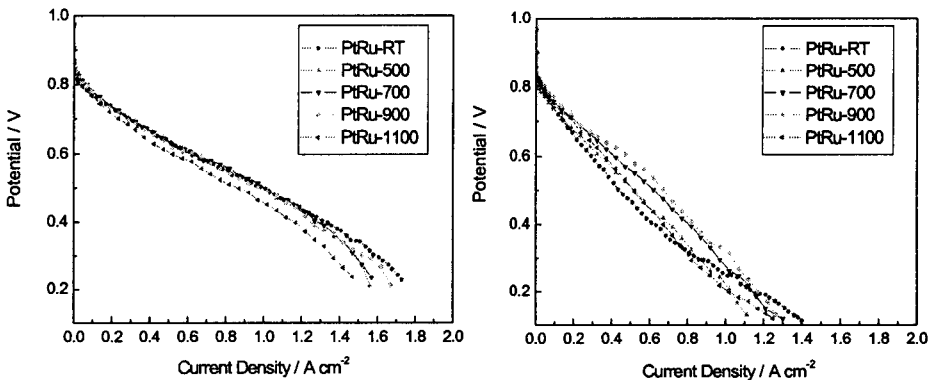 1.0
0.8
0.6
0.4
0.2
0.0 0.2 0.4 0.6 0.8 1.0 1.2 1.4 1.6 1.8 2.0
Potential / V
Current Density / A cm-2
PtRu-RT
PtRu-500
PtRu-700
PtRu-900
PtRu-1100
1.0
0.8
0.6
0.4
0.2
0.0 0.2 0.4 0.6 0.8 1.0 1.2 1.4 1.6 1.8 2.0
Potential / V
Current Density / A cm-2
PtRu-RT
PtRu-500
PtRu-700
PtRu-900
PtRu-1100